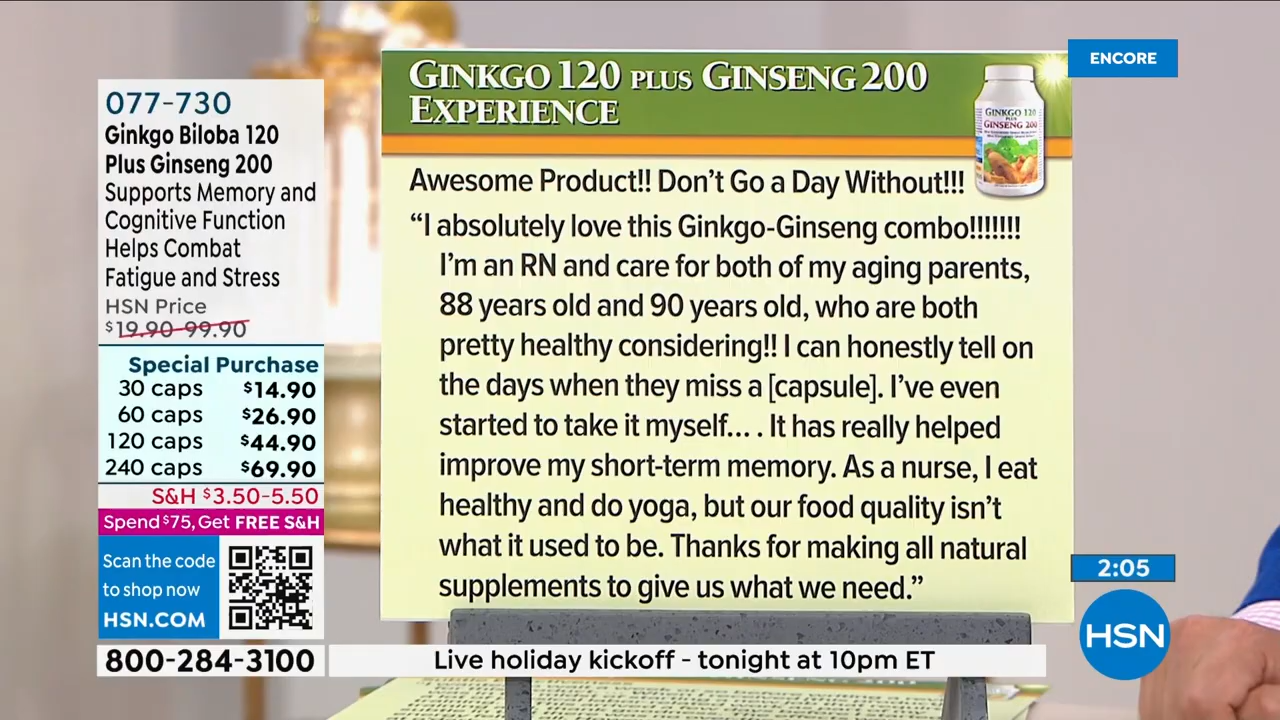 ENCORE
077-730
Ginkgo Biloba 120
Plus Ginseng 200
Supports Memory and
Cognitive Function
Helps Combat
Fatigue and Stress
HSN Price
$19.90-99.90
Special Purchase
30 caps $14.90
60 caps $26.90
120 caps $44.90
240 caps $69.90
S&H $3.50-5.50
Spend $75, Get FREE S&H
Scan the code
to shop now
HSN.COM
800-284-3100
GINKGO 120 PLUS GINSENG 200
EXPERIENCE
GINKGO 120
PLUS
GINSENG 200
Awesome Product!! Don't Go a Day Without!!!
“I absolutely love this Ginkgo-Ginseng combo!!!!!!!
I'm an RN and care for both of my aging parents,
88 years old and 90 years old, who are both
pretty healthy considering!! I can honestly tell on
the days when they miss a [capsule]. I've even
started to take it myself... . It has really helped
improve my short-term memory. As a nurse, I eat
healthy and do yoga, but our food quality isn't
what it used to be. Thanks for making all natural
supplements to give us what we need.”
2:05
HSN
Live holiday kickoff - tonight at 10pm ET